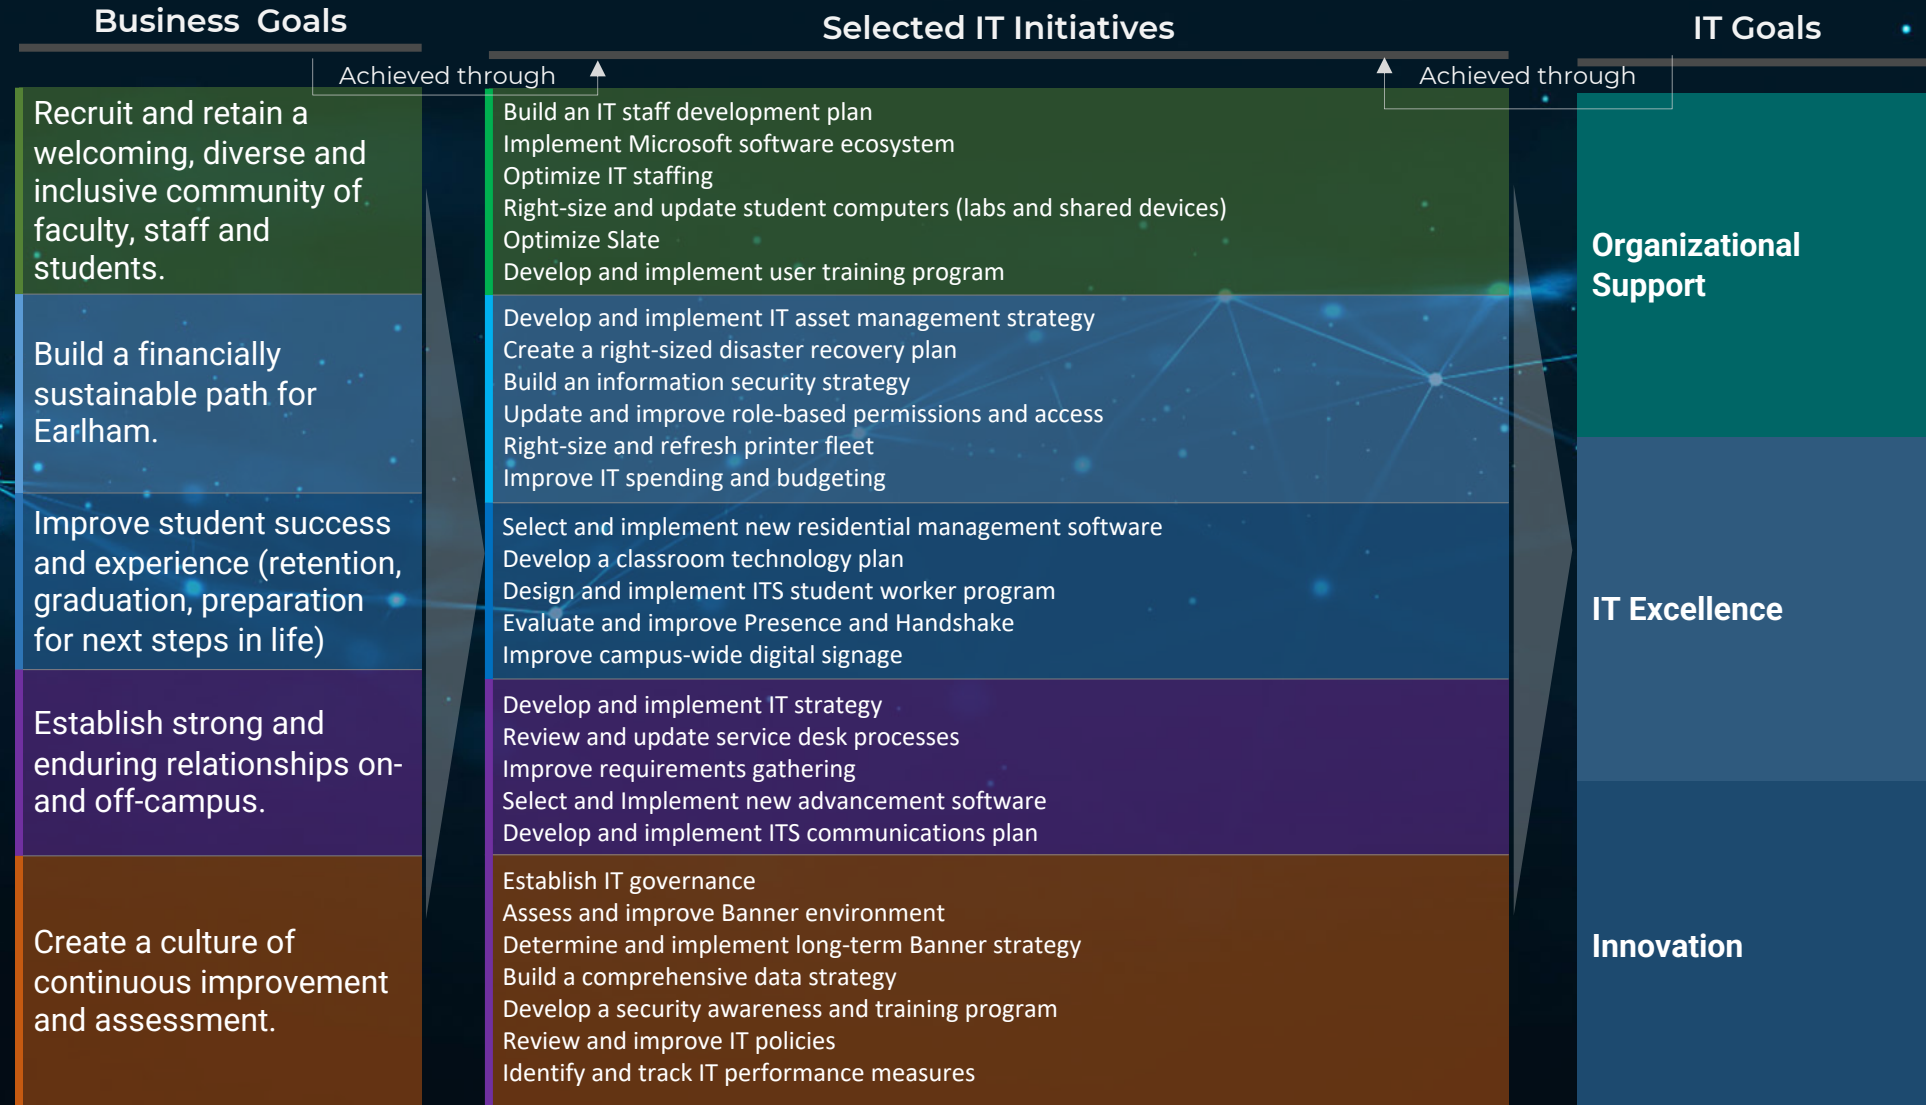 Business Goals
Selected IT Initiatives
IT Goals
Achieved through
Achieved through
Recruit and retain a
welcoming, diverse and
inclusive community of
faculty, staff and
students.
Build an IT staff development plan
Implement Microsoft software ecosystem
Optimize IT staffing
Right-size and update student computers (labs and shared devices)
Optimize Slate
Develop and implement user training program
Build a financially
sustainable path for
Earlham.
Develop and implement IT asset management strategy
Create a right-sized disaster recovery plan
Build an information security strategy
Update and improve role-based permissions and access
Right-size and refresh printer fleet
Improve IT spending and budgeting
Improve student success
and experience (retention,
graduation, preparation
for next steps in life)
Select and implement new residential management software
Develop a classroom technology plan
Design and implement ITS student worker program
Evaluate and improve Presence and Handshake
Improve campus-wide digital signage
Establish strong and
enduring relationships on-
and off-campus.
Develop and implement IT strategy
Review and update service desk processes
Improve requirements gathering
Select and Implement new advancement software
Develop and implement ITS communications plan
Create a culture of
continuous improvement
and assessment.
Establish IT governance
Assess and improve Banner environment
Determine and implement long-term Banner strategy
Build a comprehensive data strategy
Develop a security awareness and training program
Review and improve IT policies
Identify and track IT performance measures
Organizational
Support
IT Excellence
Innovation